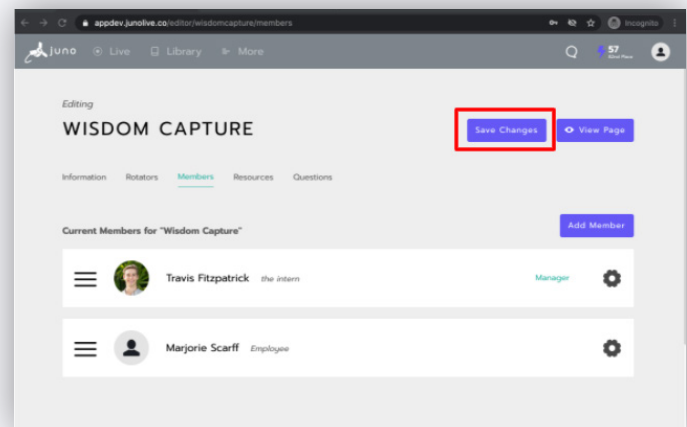 appdev.junolive.co/editor/wisdomcapture/members
Incognito
juno Live Library More
57
Editing
WISDOM CAPTURE
Save Changes View Page
Information Rotators Members Resources Questions
Current Members for "Wisdom Capture" Add Member
Travis Fitzpatrick the intern Manager
Marjorie Scarff Employee